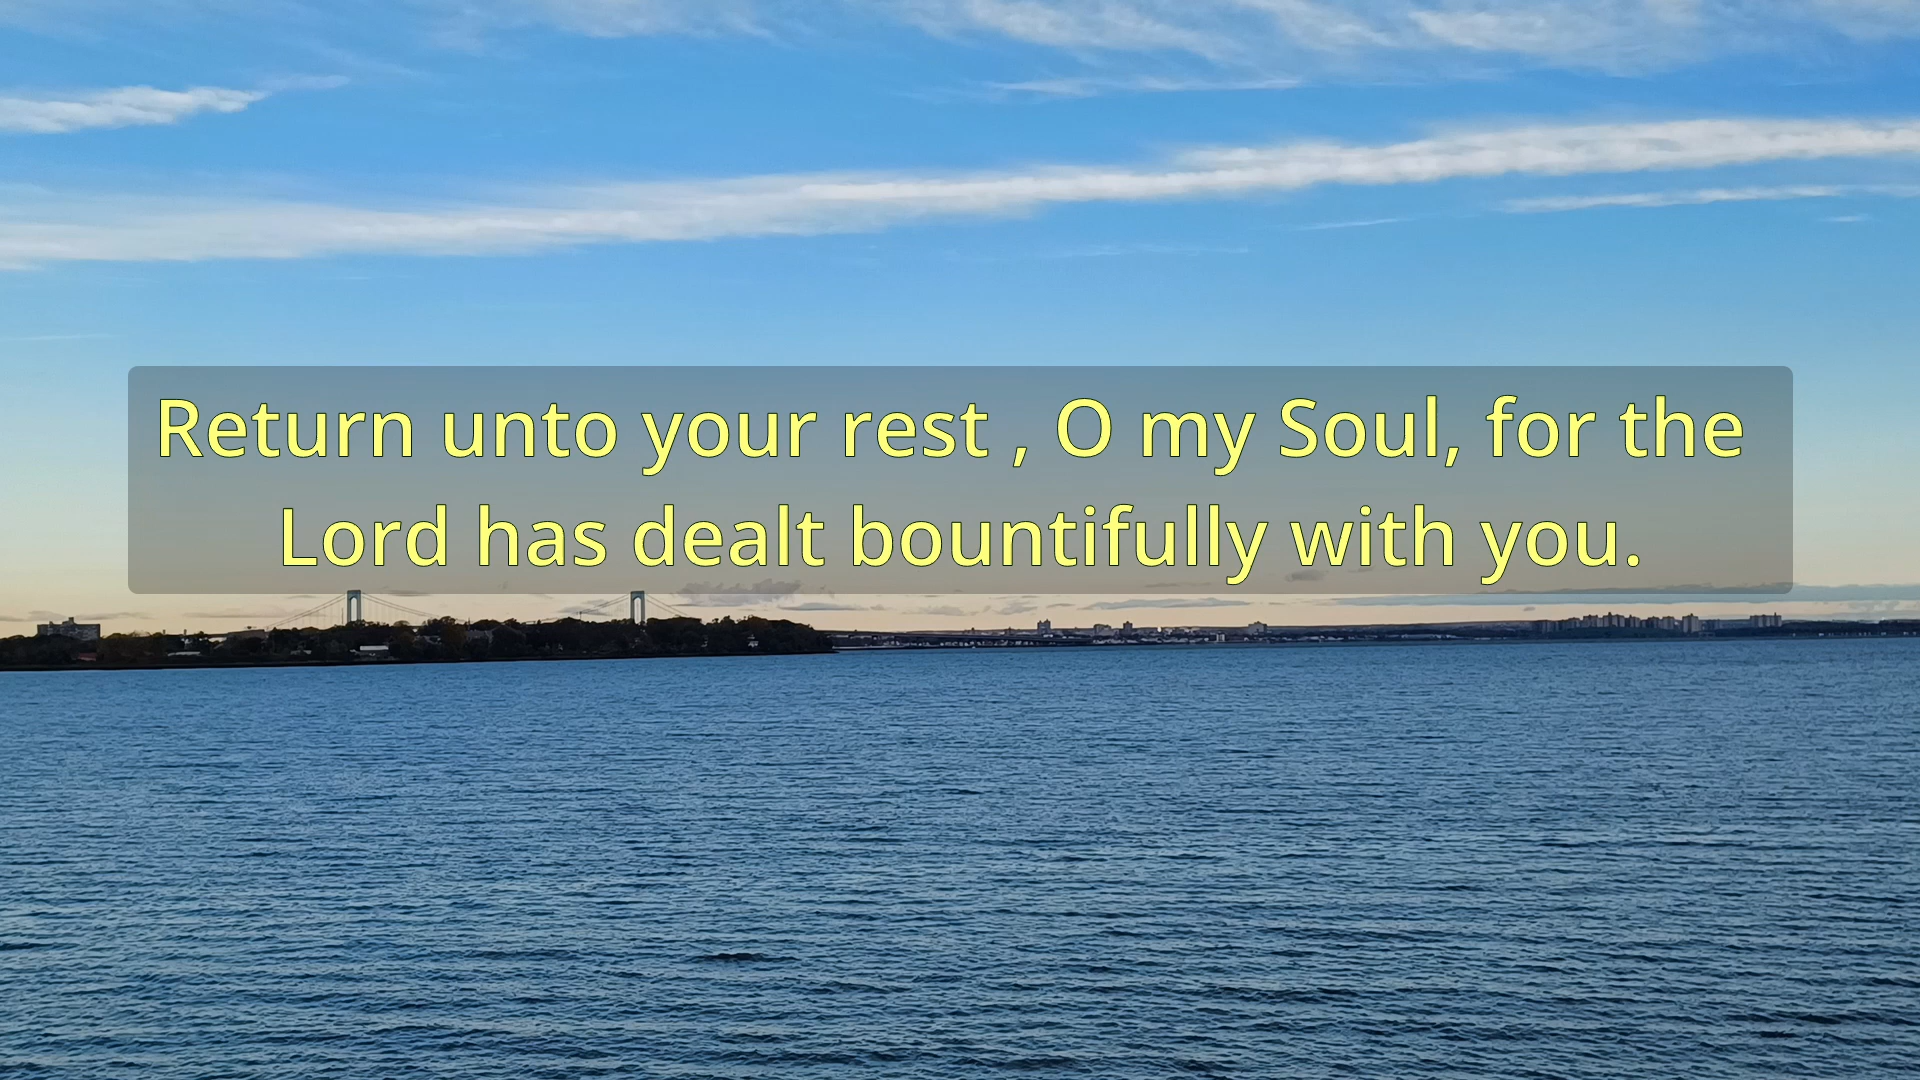 Return unto your rest , O my Soul, for the
Lord has dealt bountifully with you.